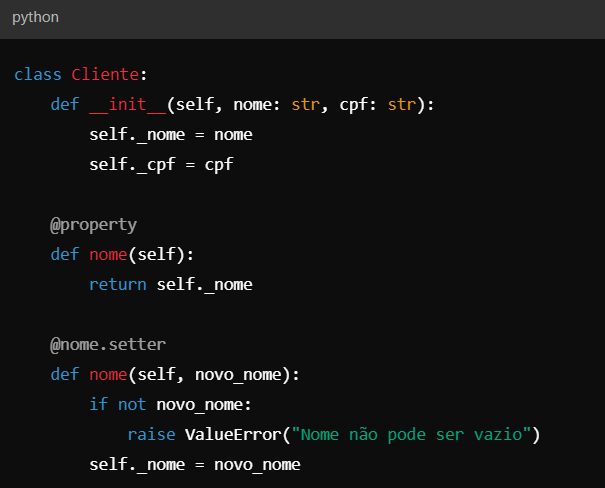 python
class Cliente:
    def __init__(self, nome: str, cpf: str):
        self._nome = nome
        self._cpf = cpf

    @property
    def nome(self):
        return self._nome

    @nome.setter
    def nome(self, novo_nome):
        if not novo_nome:
            raise ValueError("Nome não pode ser vazio")
        self._nome = novo_nome